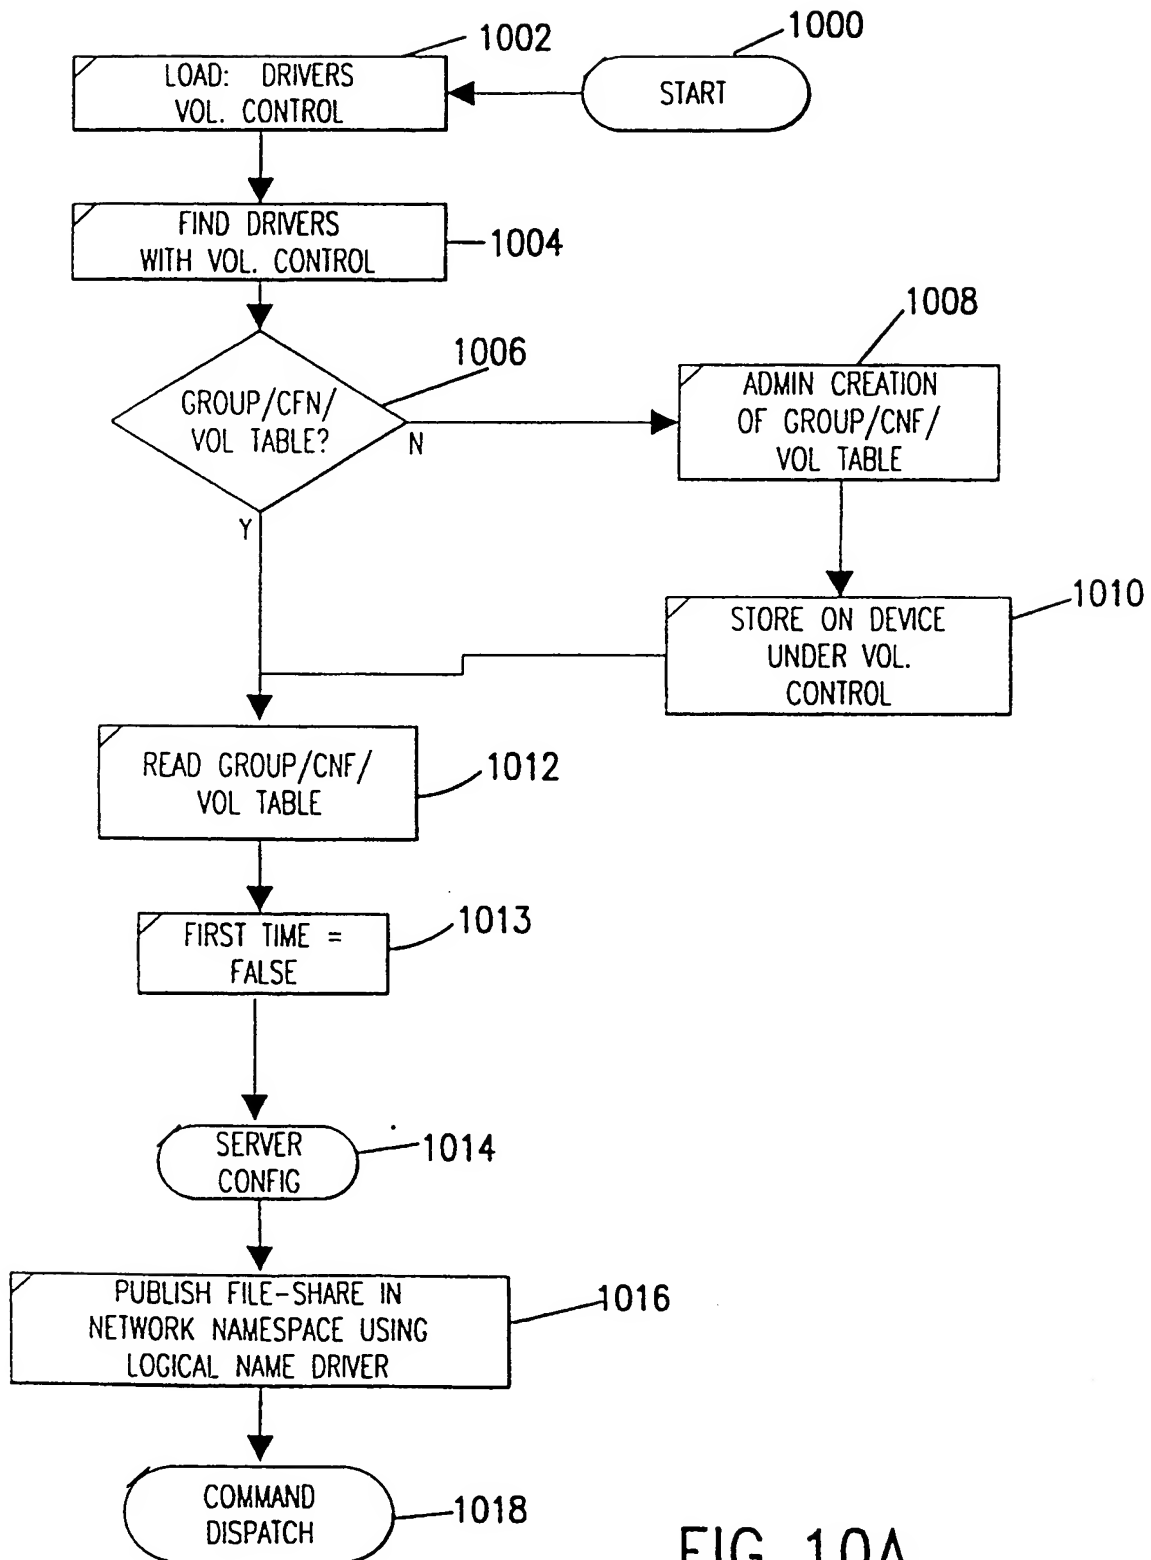 1002
1000
LOAD: DRIVERS
VOL. CONTROL
START
FIND DRIVERS
WITH VOL. CONTROL
1004
1006
GROUP/CFN/
VOL TABLE?
N
Y
1008
ADMIN CREATION
OF GROUP/CNF/
VOL TABLE
1010
STORE ON DEVICE
UNDER VOL.
CONTROL
READ GROUP/CNF/
VOL TABLE
1012
FIRST TIME =
FALSE
1013
SERVER
CONFIG
1014
PUBLISH FILE-SHARE IN
NETWORK NAMESPACE USING
LOGICAL NAME DRIVER
1016
COMMAND
DISPATCH
1018
FIG. 10A